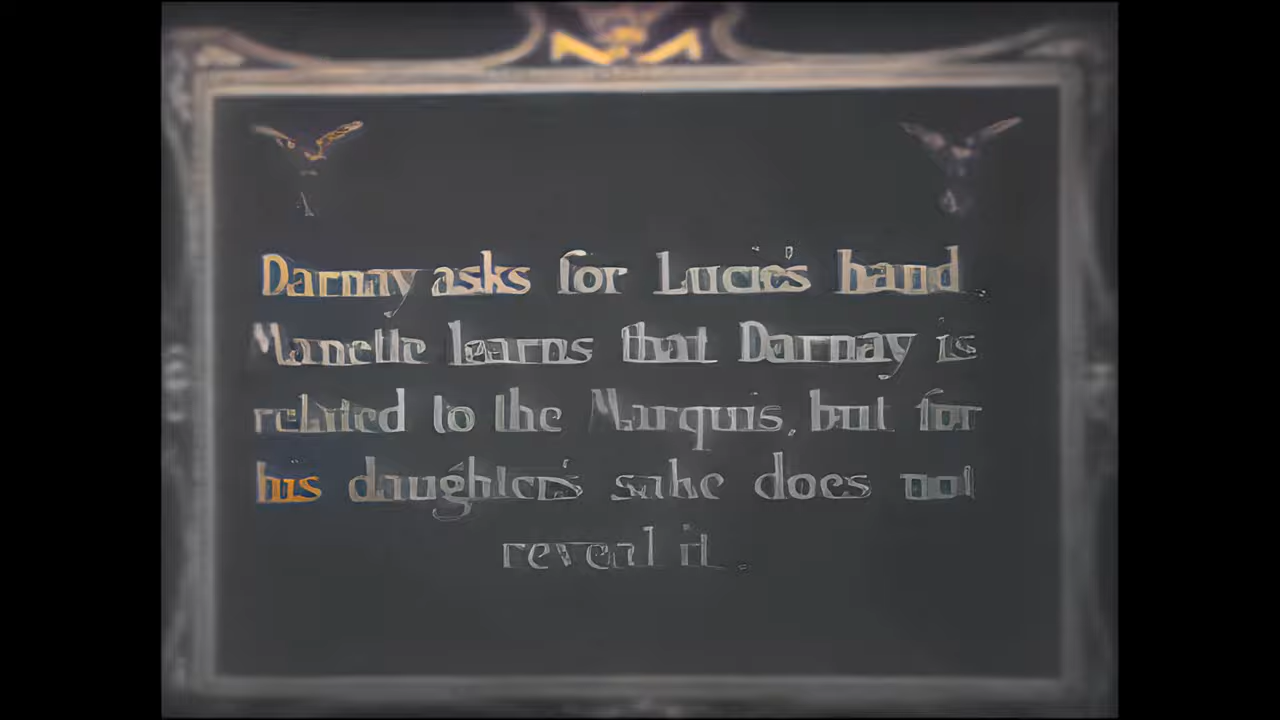 Darnay asks for Lucie's hand.
Manette learns that Darnay is
related to the Marquis, but for
his daughter's sake does not
reveal it.